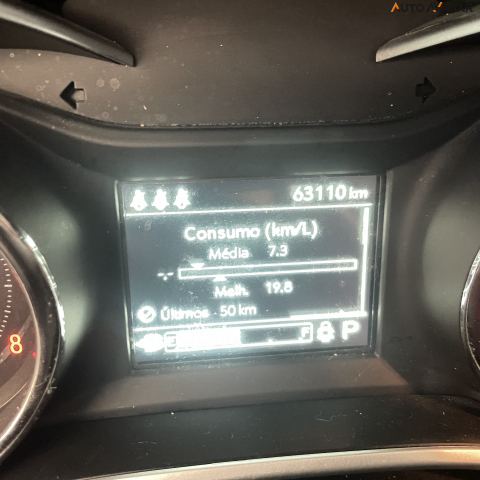 63110 km
Consumo (km/L)
Média 7.3
-.-
Melh. 19.8
Últimos 50 km
F P
8